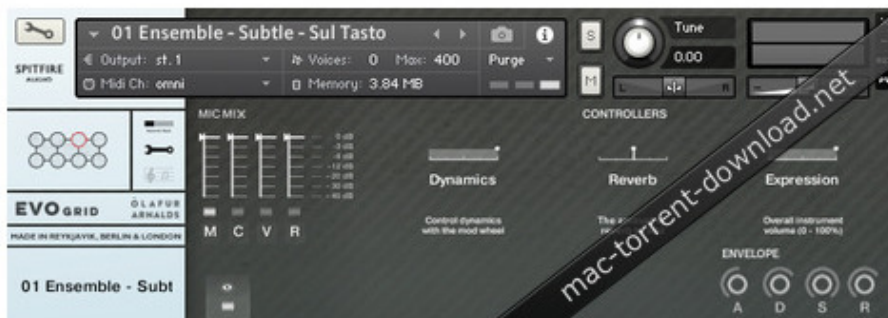 01 Ensemble - Subtle - Sul Tasto
Output: st. 1
Voices: 0 Max: 400
Purge
Midi Ch: omni
Memory: 3.84 MB
S
M
Tune
0.00
L
R
SPITFIRE
AUDIO
EVO GRID
ÓLAFUR
ARNALDS
MADE IN REYKJAVIK, BERLIN & LONDON
01 Ensemble - Subt
MIC MIX
M C V R
CONTROLLERS
Dynamics
Control dynamics
with the mod wheel
Reverb
Expression
Overall instrument
volume (0 - 100%)
ENVELOPE
A D S R
mac-torrent-download.net